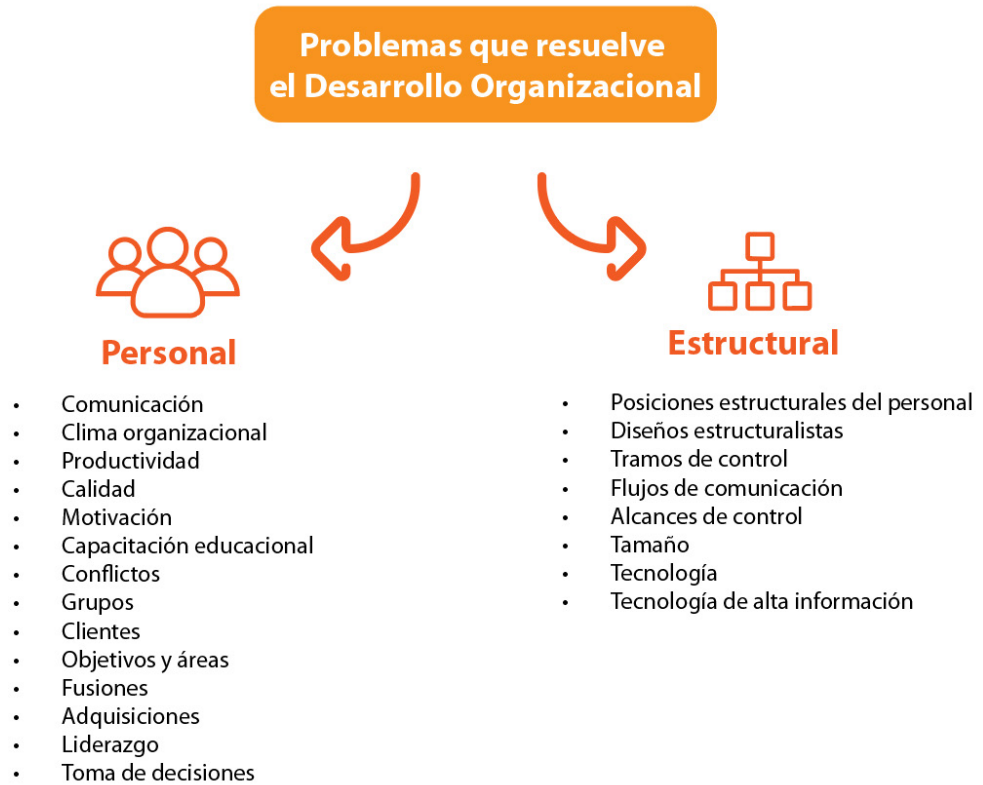 Problemas que resuelve
el Desarrollo Organizacional
Personal
• Comunicación
• Clima organizacional
• Productividad
• Calidad
• Motivación
• Capacitación educacional
• Conflictos
• Grupos
• Clientes
• Objetivos y áreas
• Fusiones
• Adquisiciones
• Liderazgo
• Toma de decisiones
Estructural
• Posiciones estructurales del personal
• Diseños estructuralistas
• Tramos de control
• Flujos de comunicación
• Alcances de control
• Tamaño
• Tecnología
• Tecnología de alta información